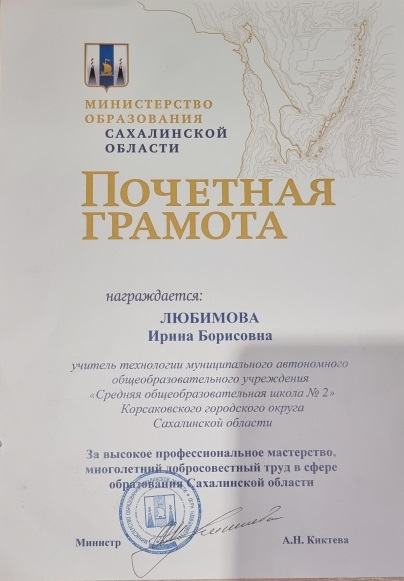 МИНИСТЕРСТВО
ОБРАЗОВАНИЯ
САХАЛИНСКОЙ
ОБЛАСТИ
ПОЧЕТНАЯ
ГРАМОТА
награждается:
ЛЮБИМОВА
Ирина Борисовна
учитель технологии муниципального автономного
общеобразовательного учреждения
«Средняя общеобразовательная школа № 2»
Корсаковского городского округа
Сахалинской области
За высокое профессиональное мастерство,
многолетний добросовестный труд в сфере
образования Сахалинской области
Министр А.Н. Киктева